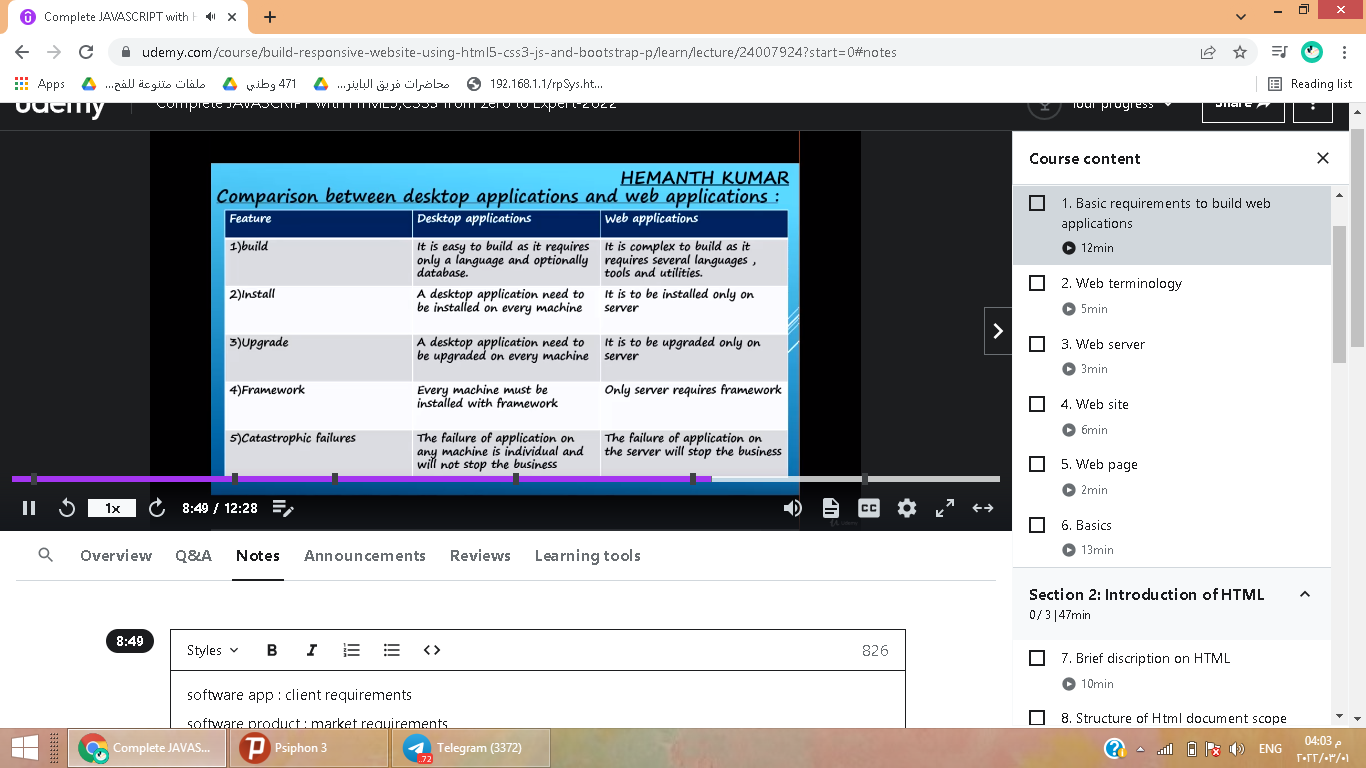 Complete JAVASCRIPT with H
udemy.com/course/build-responsive-website-using-html5-css3-js-and-bootstrap-p/learn/lecture/24007924?start=0#notes
Apps
ملفات متنوعة للفح...
471 وطني
محاضرات فريق الباينر...
192.168.1.1/rpSys.ht...
Reading list
udemy
Complete JAVASCRIPT with HTML5,CSS3 from zero to Expert-2022
Your progress
Share
HEMANTH KUMAR
Comparison between desktop applications and web applications :
Feature Desktop applications Web applications
1)build
It is easy to build as it requires
only a language and optionally
database.
It is complex to build as it
requires several languages ,
tools and utilities.
2)Install
A desktop application need to
be installed on every machine
It is to be installed only on
server
3)Upgrade
A desktop application need to
be upgraded on every machine
It is to be upgraded only on
server
4)Framework
Every machine must be
installed with framework
Only server requires framework
5)Catastrophic failures
The failure of application on
any machine is individual and
will not stop the business
The failure of application on
the server will stop the business
1x
8:49 / 12:28
CC
Course content
1. Basic requirements to build web
applications
12min
2. Web terminology
5min
3. Web server
3min
4. Web site
6min
5. Web page
2min
6. Basics
13min
Section 2: Introduction of HTML
0 / 3 | 47min
7. Brief discription on HTML
10min
8. Structure of Html document scope
Overview Q&A Notes Announcements Reviews Learning tools
8:49
Styles B I 826
software app : client requirements
software product : market requirements
Complete JAVAS...
Psiphon 3
.72
Telegram (3372)
ENG
04:03 م
٢٠٢٢/٠٣/٠١